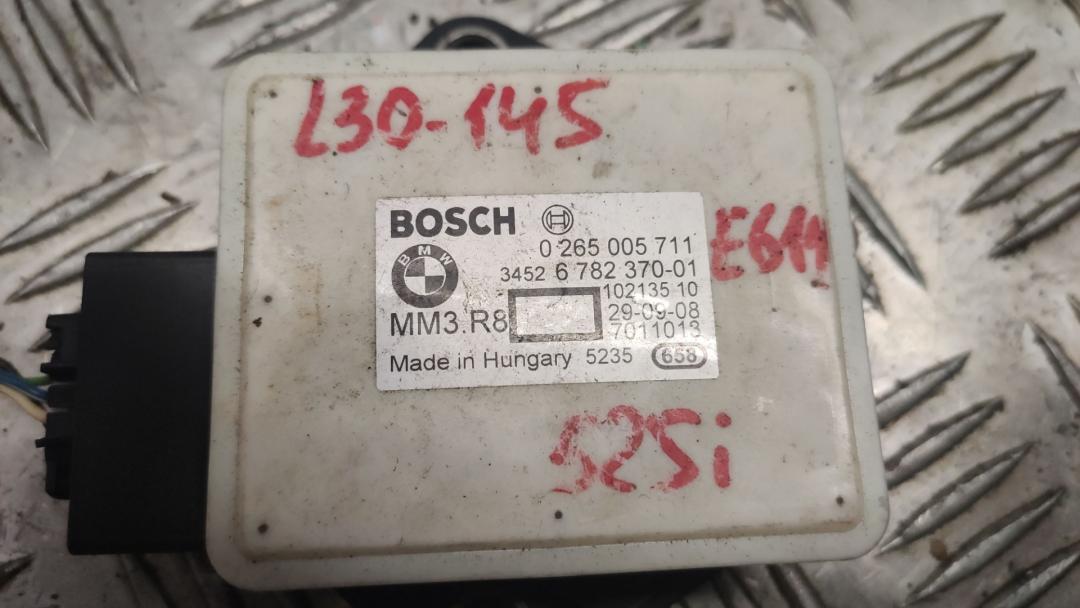 L30-145
BOSCH
0 265 005 711
BMW
3452 6 782 370-01
102135 10
29-09-08
MM3.R8
7011013
Made in Hungary 5235 658
525i